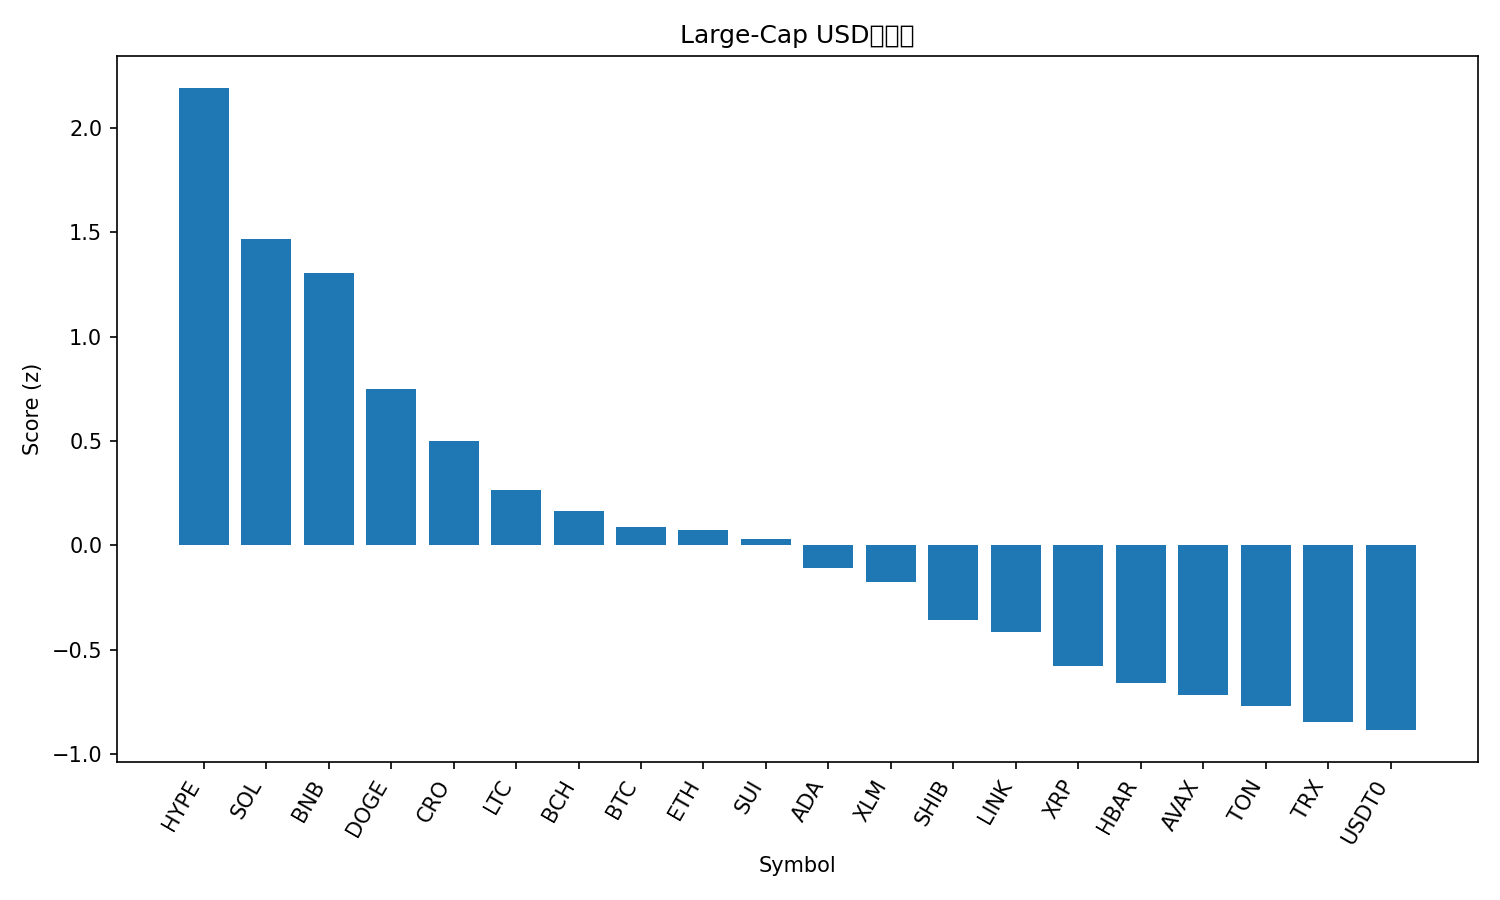 Large-Cap USD
Score (z)
2.0
1.5
1.0
0.5
0.0
−0.5
−1.0
HYPE
SOL
BNB
DOGE
CRO
LTC
BCH
BTC
ETH
SUI
ADA
XLM
SHIB
LINK
XRP
HBAR
AVAX
TON
TRX
USDT0
Symbol